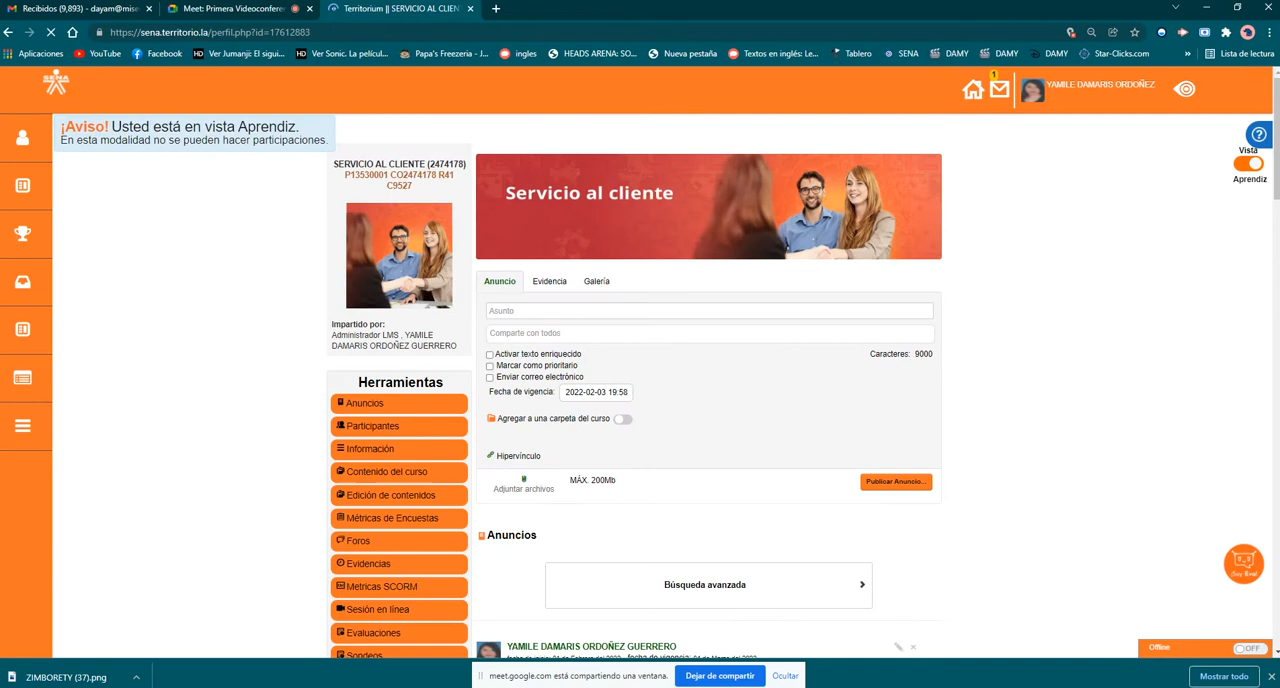 Recibidos (9,893) - dayam@mise
Meet: Primera Videoconferen
Territorium || SERVICIO AL CLIEN
https://sena.territorio.la/perfil.php?id=17612883
Aplicaciones
YouTube
Facebook
Ver Jumanji: El sigui...
Ver Sonic. La pelicu...
Papa's Freezeria - J...
ingles
HEADS ARENA: SO...
Nueva pestaña
Textos en inglés: Le...
Tablero
SENA
DAMY
DAMY
DAMY
Star-Clicks.com
»
Lista de lectura
SENA
1
YAMILE DAMARIS ORDOÑEZ
¡Aviso! Usted está en vista Aprendiz.
En esta modalidad no se pueden hacer participaciones.
Vista
Aprendiz
SERVICIO AL CLIENTE (2474178)
P13530001 CO2474178 R41
C9527
Impartido por:
Administrador LMS , YAMILE
DAMARIS ORDOÑEZ GUERRERO
Herramientas
Anuncios
Participantes
Información
Contenido del curso
Edición de contenidos
Métricas de Encuestas
Foros
Evidencias
Metricas SCORM
Sesión en línea
Evaluaciones
Sondeos
Servicio al cliente
Anuncio
Evidencia
Galería
Asunto
Comparte con todos
Activar texto enriquecido
Caracteres: 9000
Marcar como prioritario
Enviar correo electrónico
Fecha de vigencia: 2022-02-03 19:58
Agregar a una carpeta del curso
Hipervínculo
Adjuntar archivos
MÁX. 200Mb
Publicar Anuncio...
Anuncios
Búsqueda avanzada
YAMILE DAMARIS ORDOÑEZ GUERRERO
¡Soy Eva!
Offline
OFF
ZIMBORETY (37).png
meet.google.com está compartiendo una ventana.
Dejar de compartir
Ocultar
Mostrar todo